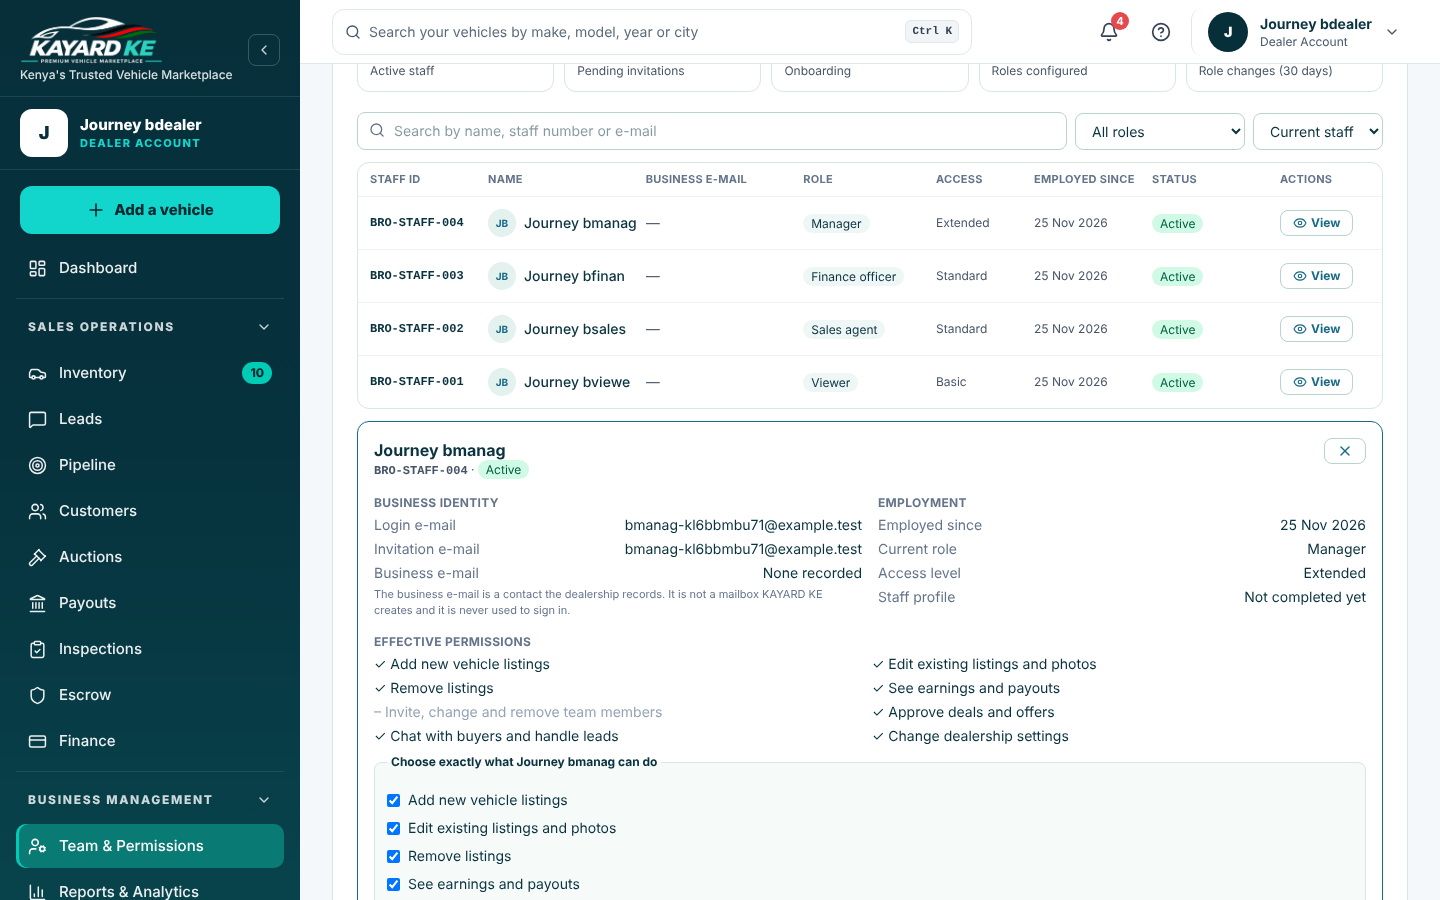 KAYARD KE
PREMIUM VEHICLE MARKETPLACE
Kenya's Trusted Vehicle Marketplace
J
Journey bdealer
DEALER ACCOUNT
+ Add a vehicle
Dashboard
SALES OPERATIONS
Inventory 10
Leads
Pipeline
Customers
Auctions
Payouts
Inspections
Escrow
Finance
BUSINESS MANAGEMENT
Team & Permissions
Reports & Analytics
Search your vehicles by make, model, year or city Ctrl K
4
J
Journey bdealer
Dealer Account
Active staff Pending invitations Onboarding Roles configured Role changes (30 days)
Search by name, staff number or e-mail All roles Current staff
STAFF ID NAME BUSINESS E-MAIL ROLE ACCESS EMPLOYED SINCE STATUS ACTIONS
BRO-STAFF-004 JB Journey bmanag — Manager Extended 25 Nov 2026 Active View
BRO-STAFF-003 JB Journey bfinan — Finance officer Standard 25 Nov 2026 Active View
BRO-STAFF-002 JB Journey bsales — Sales agent Standard 25 Nov 2026 Active View
BRO-STAFF-001 JB Journey bviewe — Viewer Basic 25 Nov 2026 Active View
Journey bmanag
BRO-STAFF-004 · Active
BUSINESS IDENTITY
Login e-mail bmanag-kl6bbmbu71@example.test
Invitation e-mail bmanag-kl6bbmbu71@example.test
Business e-mail None recorded
The business e-mail is a contact the dealership records. It is not a mailbox KAYARD KE
creates and it is never used to sign in.
EMPLOYMENT
Employed since 25 Nov 2026
Current role Manager
Access level Extended
Staff profile Not completed yet
EFFECTIVE PERMISSIONS
✓ Add new vehicle listings ✓ Edit existing listings and photos
✓ Remove listings ✓ See earnings and payouts
– Invite, change and remove team members ✓ Approve deals and offers
✓ Chat with buyers and handle leads ✓ Change dealership settings
Choose exactly what Journey bmanag can do
Add new vehicle listings
Edit existing listings and photos
Remove listings
See earnings and payouts